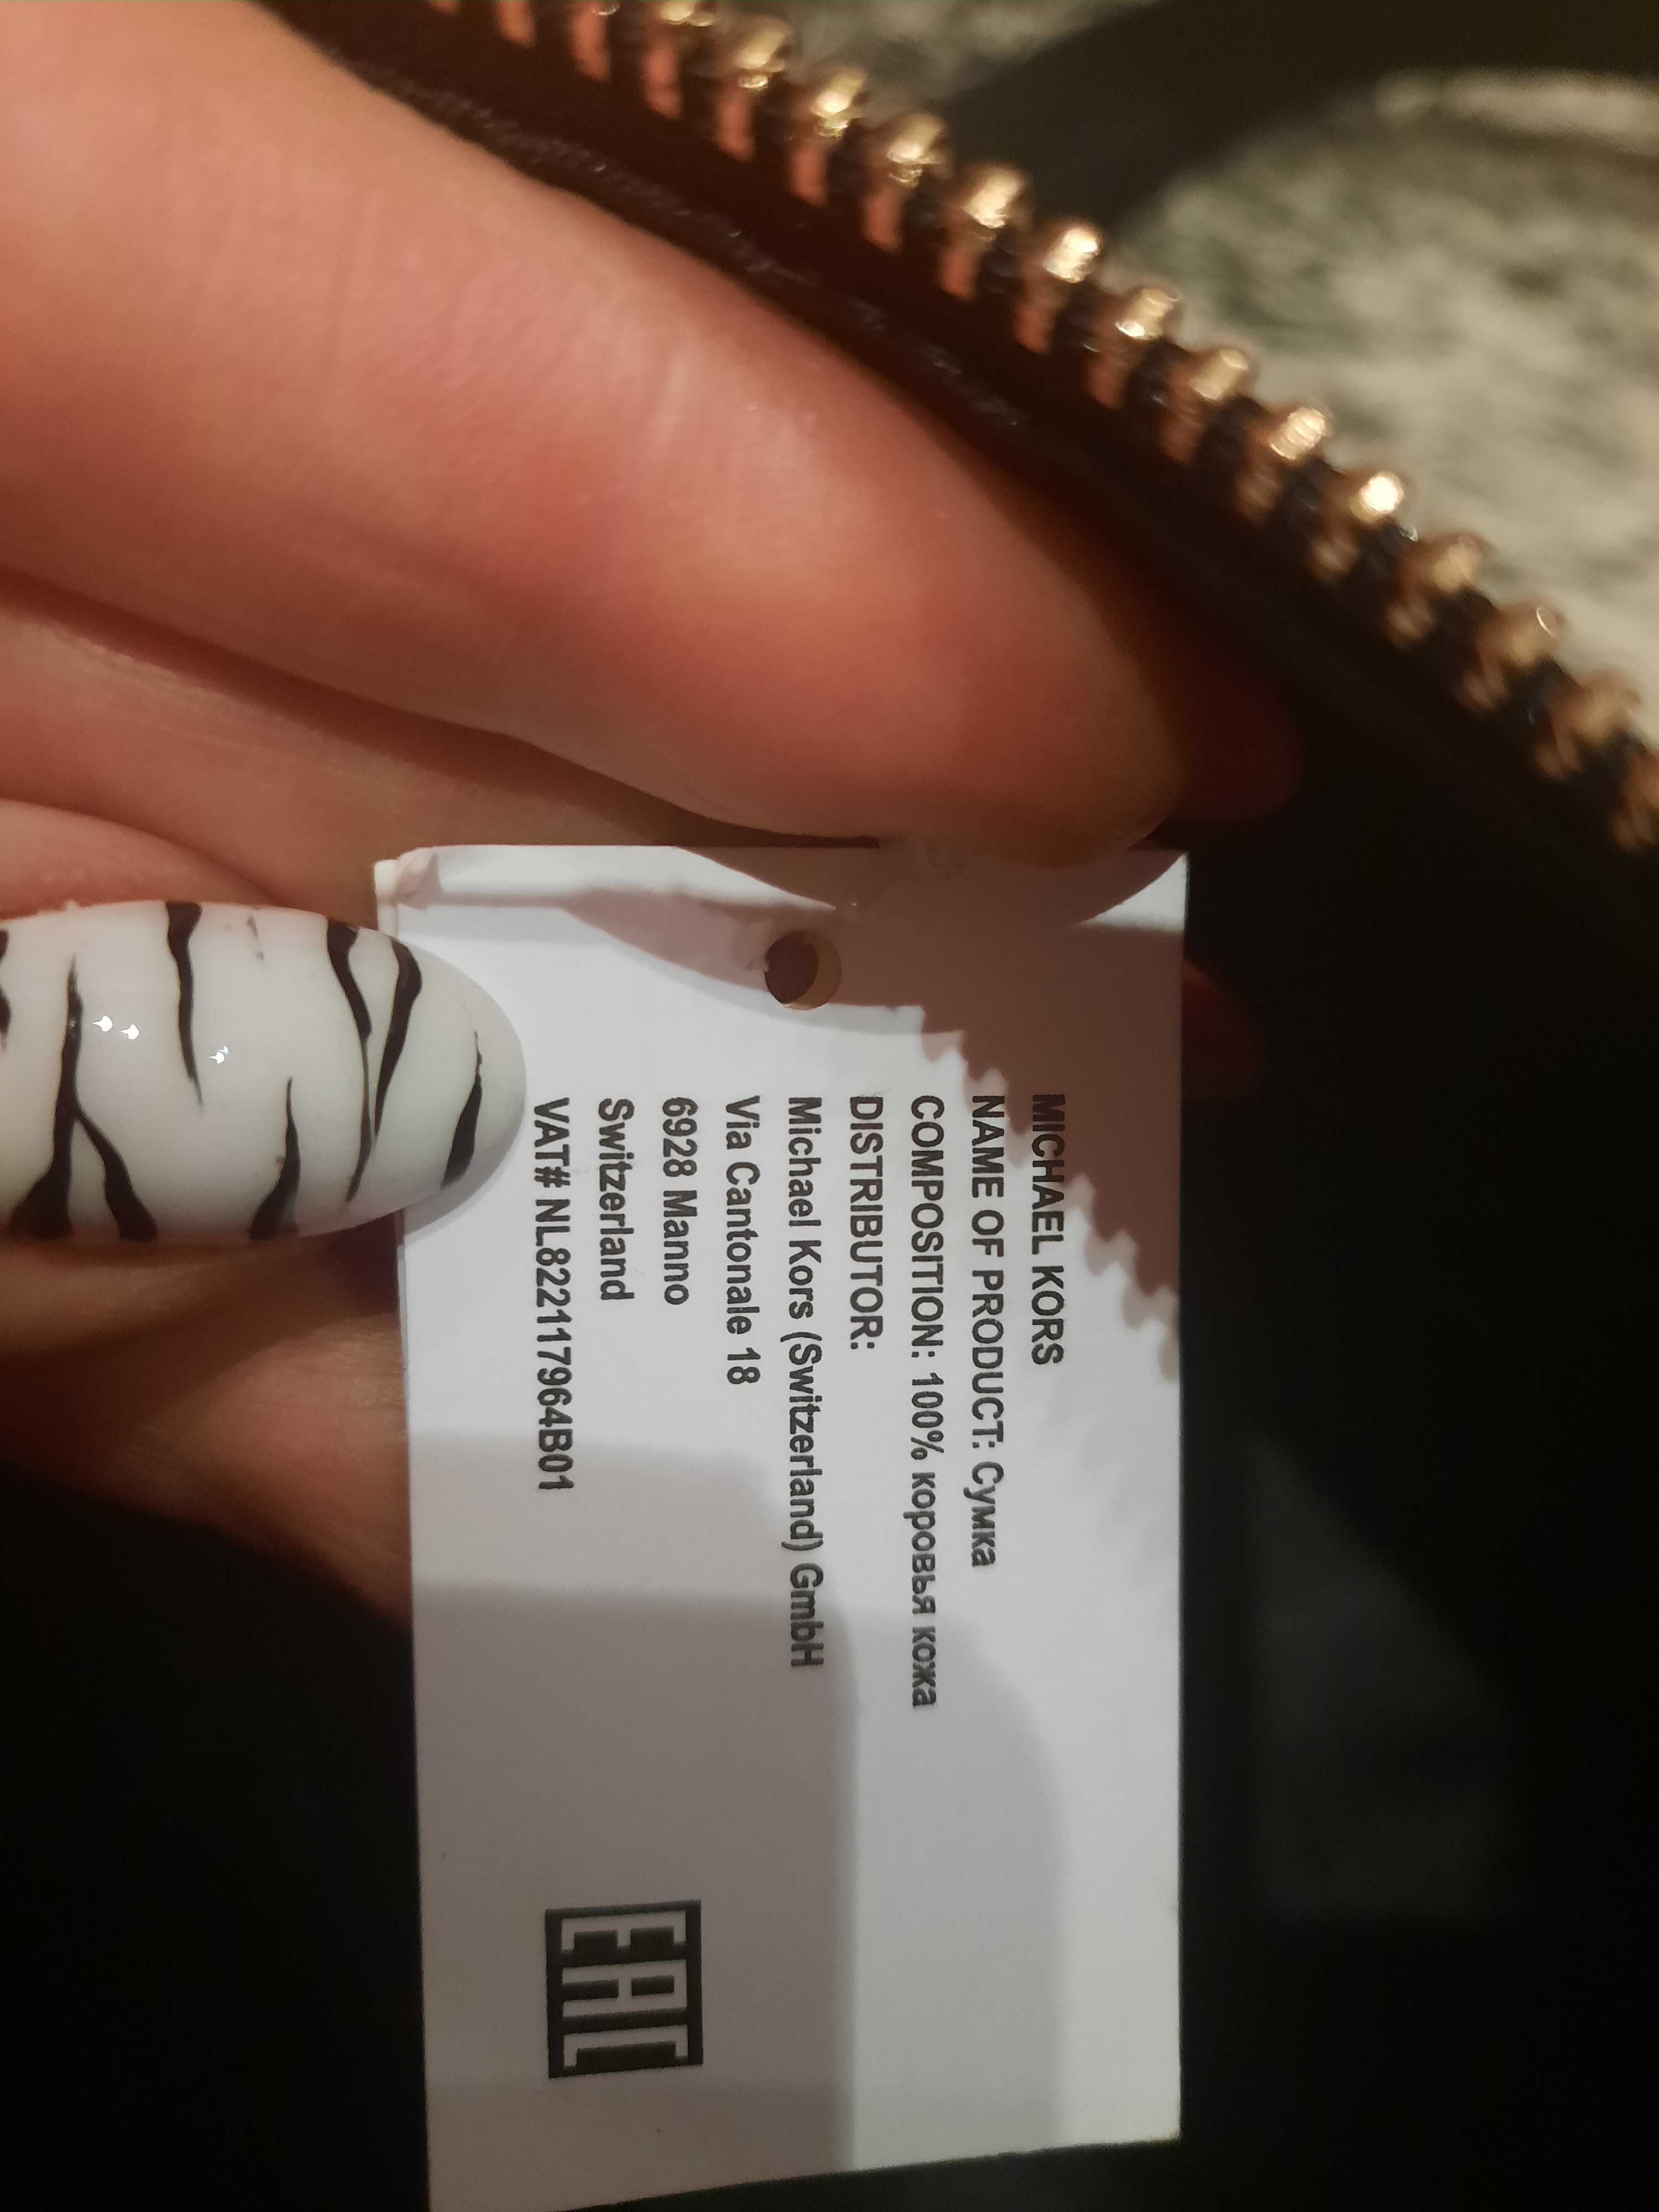 MICHAEL KORS
NAME OF PRODUCT: Сумка
COMPOSITION: 100% коровья кожа
DISTRIBUTOR:
Michael Kors (Switzerland) GmbH
Via Cantonale 18
6928 Manno
Switzerland
VAT# NL822117964B01
EAC